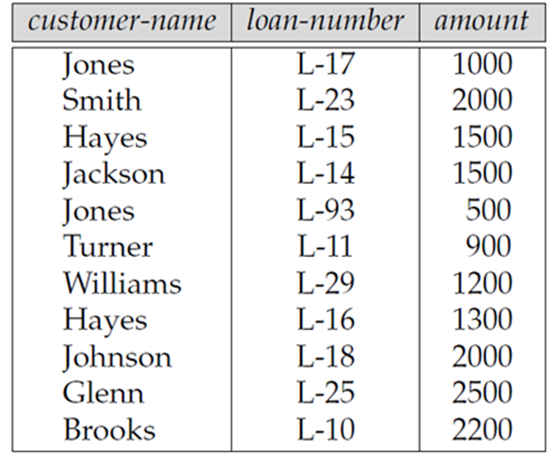 customer-name loan-number amount
Jones L-17 1000
Smith L-23 2000
Hayes L-15 1500
Jackson L-14 1500
Jones L-93 500
Turner L-11 900
Williams L-29 1200
Hayes L-16 1300
Johnson L-18 2000
Glenn L-25 2500
Brooks L-10 2200